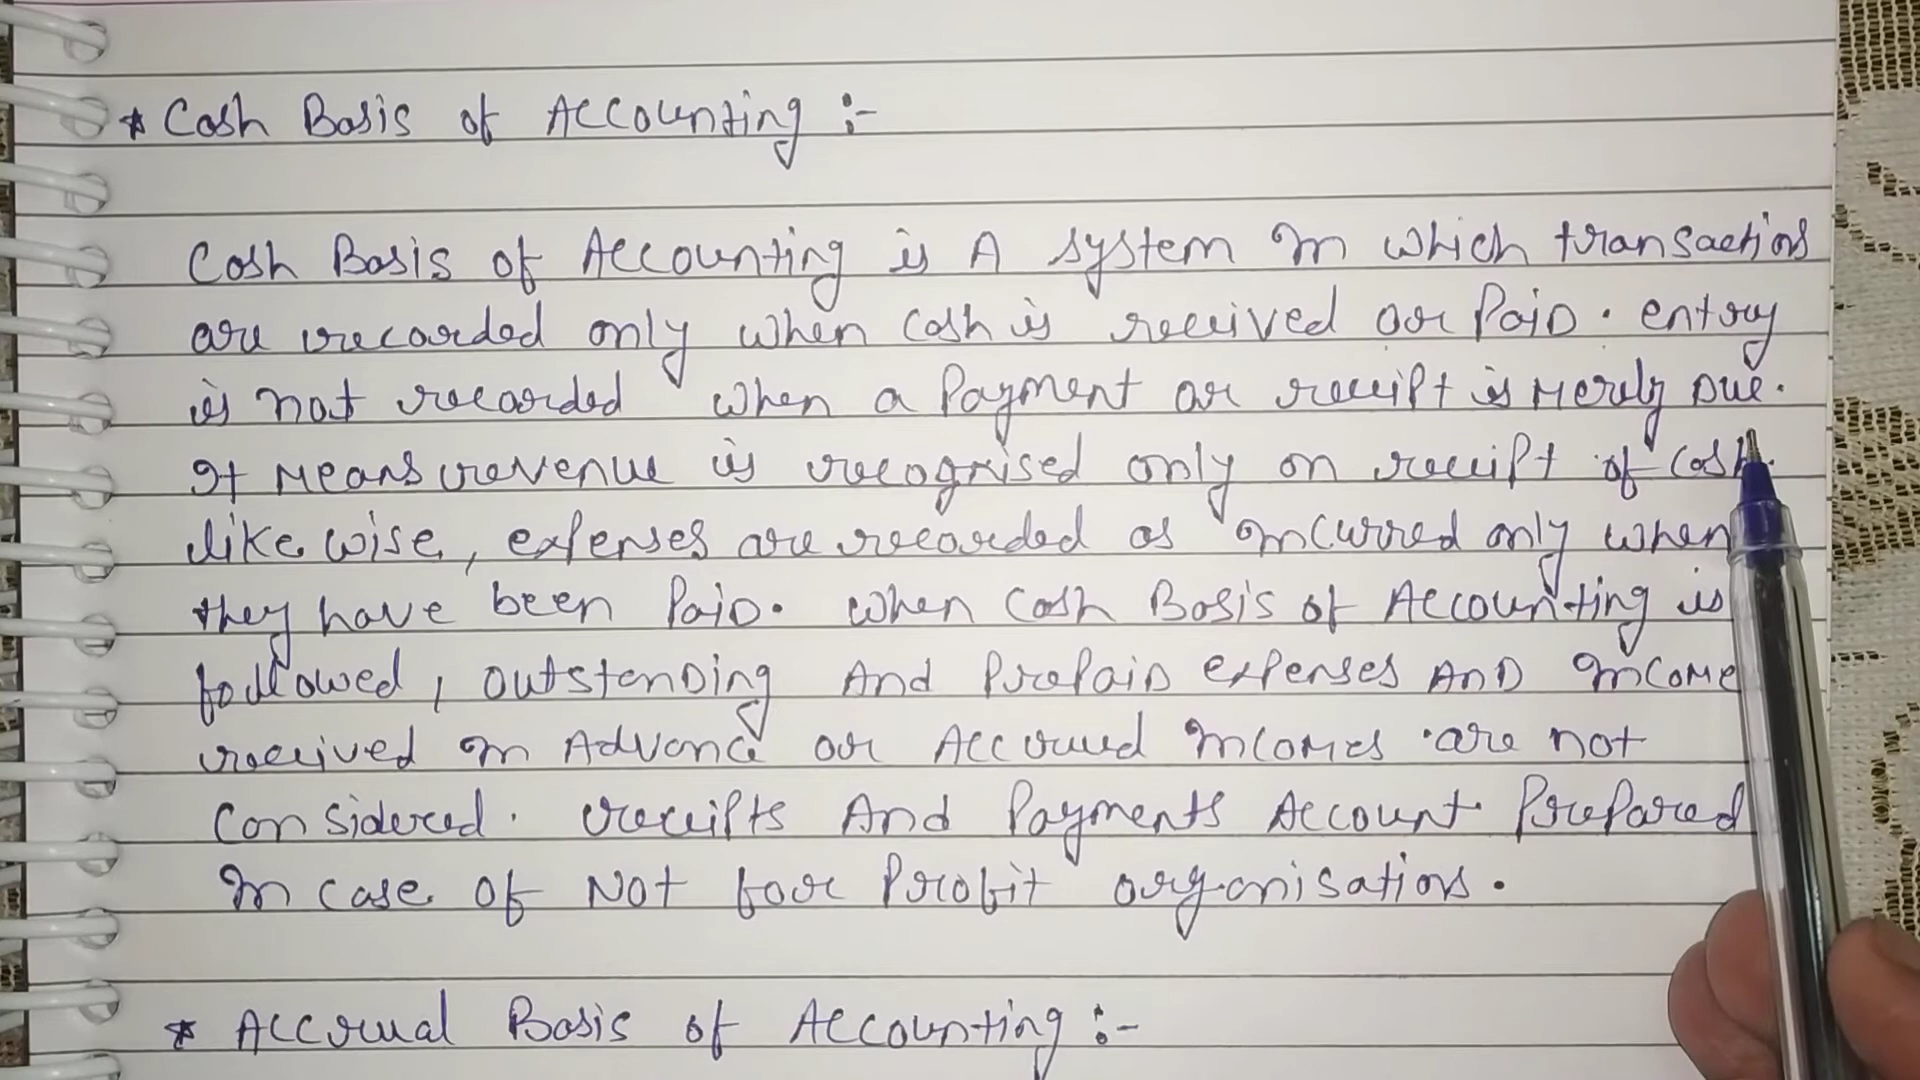 * Cash Basis of Accounting :-
Cash Basis of Accounting is A system in which transactions
are recorded only when cash is received or Paid. entry
is not recorded when a Payment or receipt is Merely Due.
It Means revenue is recognised only on receipt of cash.
like wise, expenses are recorded as incurred only when
they have been Paid. when cash Basis of Accounting is
followed, outstanding And Prepaid expenses AND income
received in Advance or Accrued incomes are not
Considered. receipts And Payments Account Prepared
in case of Not for Profit organisations.
* Accrual Basis of Accounting :-